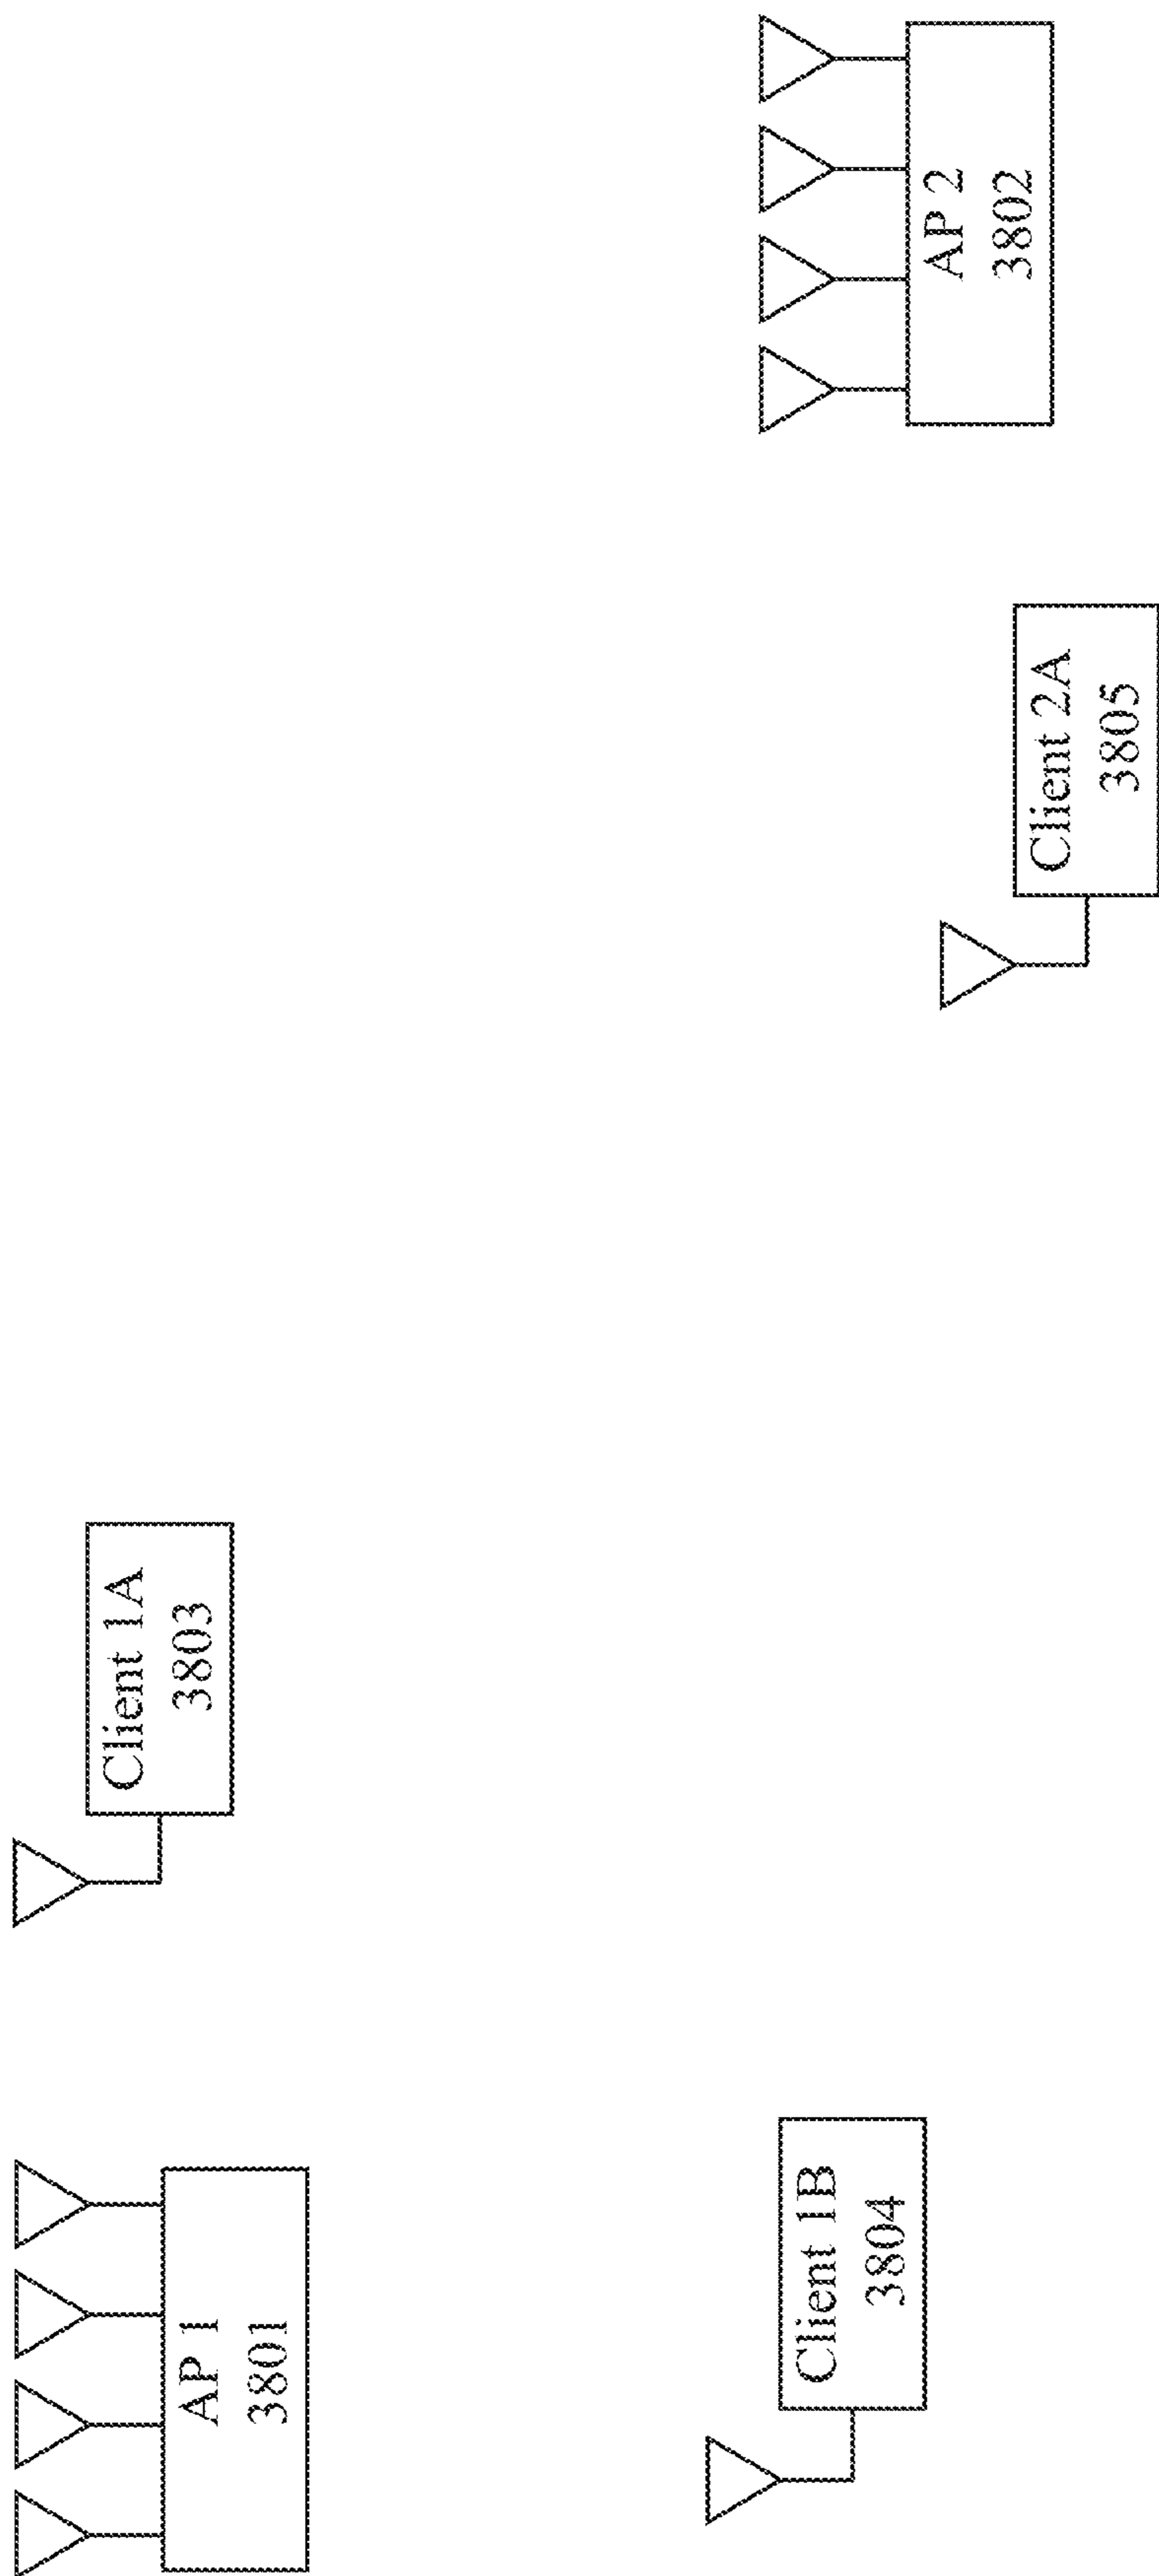 AP 1
3801
Client 1A
3803
Client 1B
3804
AP 2
3802
Client 2A
3805